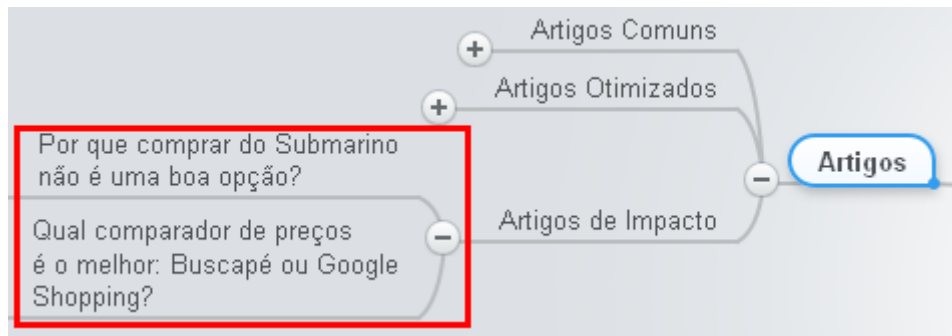 Artigos Comuns
Artigos Otimizados
Por que comprar do Submarino
não é uma boa opção?
Artigos
Artigos de Impacto
Qual comparador de preços
é o melhor: Buscapé ou Google
Shopping?